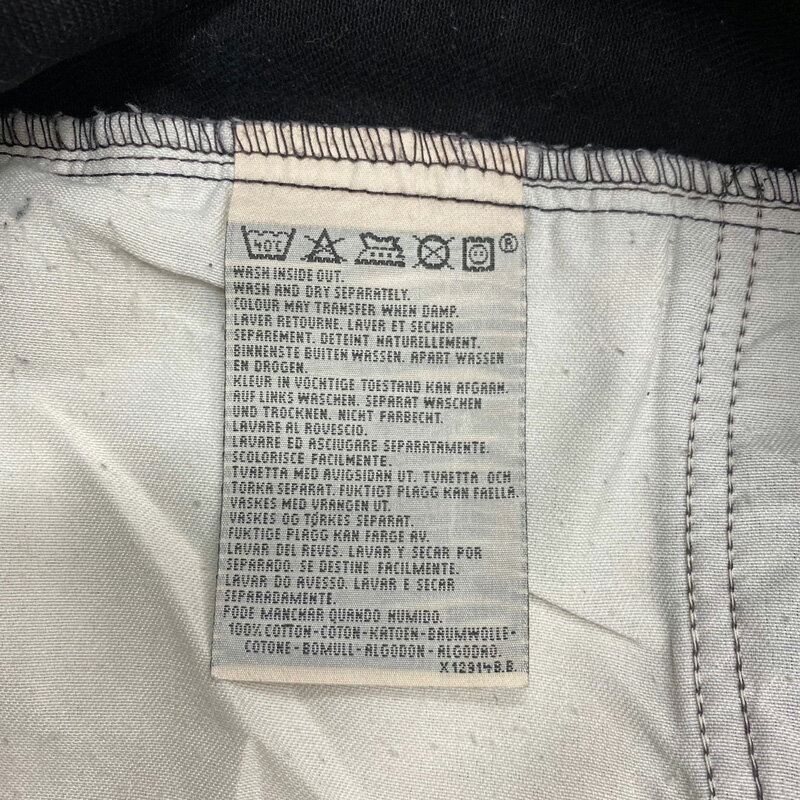 40C ®
WASH INSIDE OUT.
WASH AND DRY SEPARATELY.
COLOUR MAY TRANSFER WHEN DAMP.
LAVER RETOURNE. LAVER ET SECHER
SEPAREMENT. DETEINT NATURELLEMENT.
BINNENSTE BUITEN WASSEN. APART WASSEN
EN DROGEN.
KLEUR IN VOCHTIGE TOESTAND KAN AFGAAN.
AUF LINKS WASCHEN. SEPARAT WASCHEN
UND TROCKNEN. NICHT FARBECHT.
LAVARE AL ROVESCIO.
LAVARE ED ASCIUGARE SEPARATAMENTE.
SCOLORISCE FACILMENTE.
TVAETTA MED AVIGSIDAN UT. TVAETTA OCH
TORKA SEPARAT. FUKTIGT PLAGG KAN FAELLA.
VASKES MED VRANGEN UT.
VASKES OG TØRKES SEPARAT.
FUKTIGE PLAGG KAN FARGE AV.
LAVAR DEL REVES. LAVAR Y SECAR POR
SEPARADO. SE DESTINE FACILMENTE.
LAVAR DO AVESSO. LAVAR E SECAR
SEPARADAMENTE.
PODE MANCHAR QUANDO HUMIDO.
100% COTTON-COTON-KATOEN-BAUMWOLLE-
COTONE-BOMULL-ALGODON-ALGODAO.
X12914B.B.